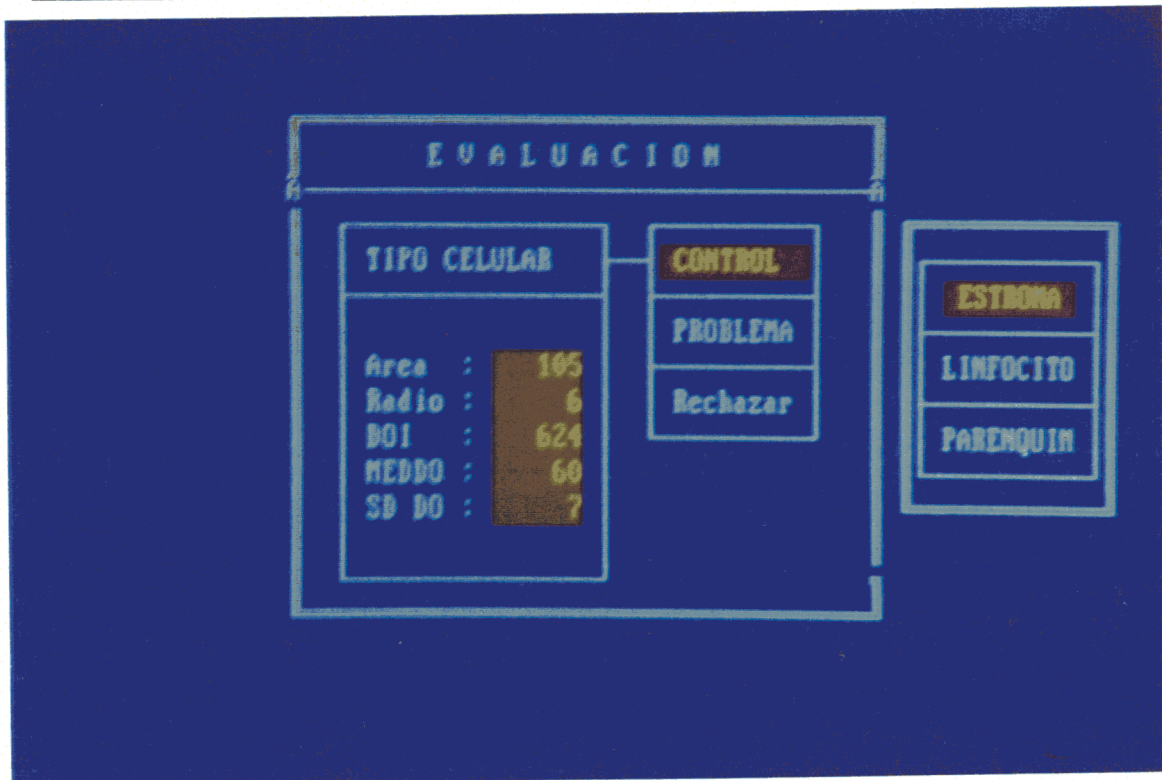 E V A L U A C I O N
TIPO CELULAR
CONTROL
PROBLEMA
Rechazar
Area : 105
Radio : 6
DOI : 624
MEDDO : 60
SD DO : 7
ESTROMA
LINFOCITO
PARENQUIM